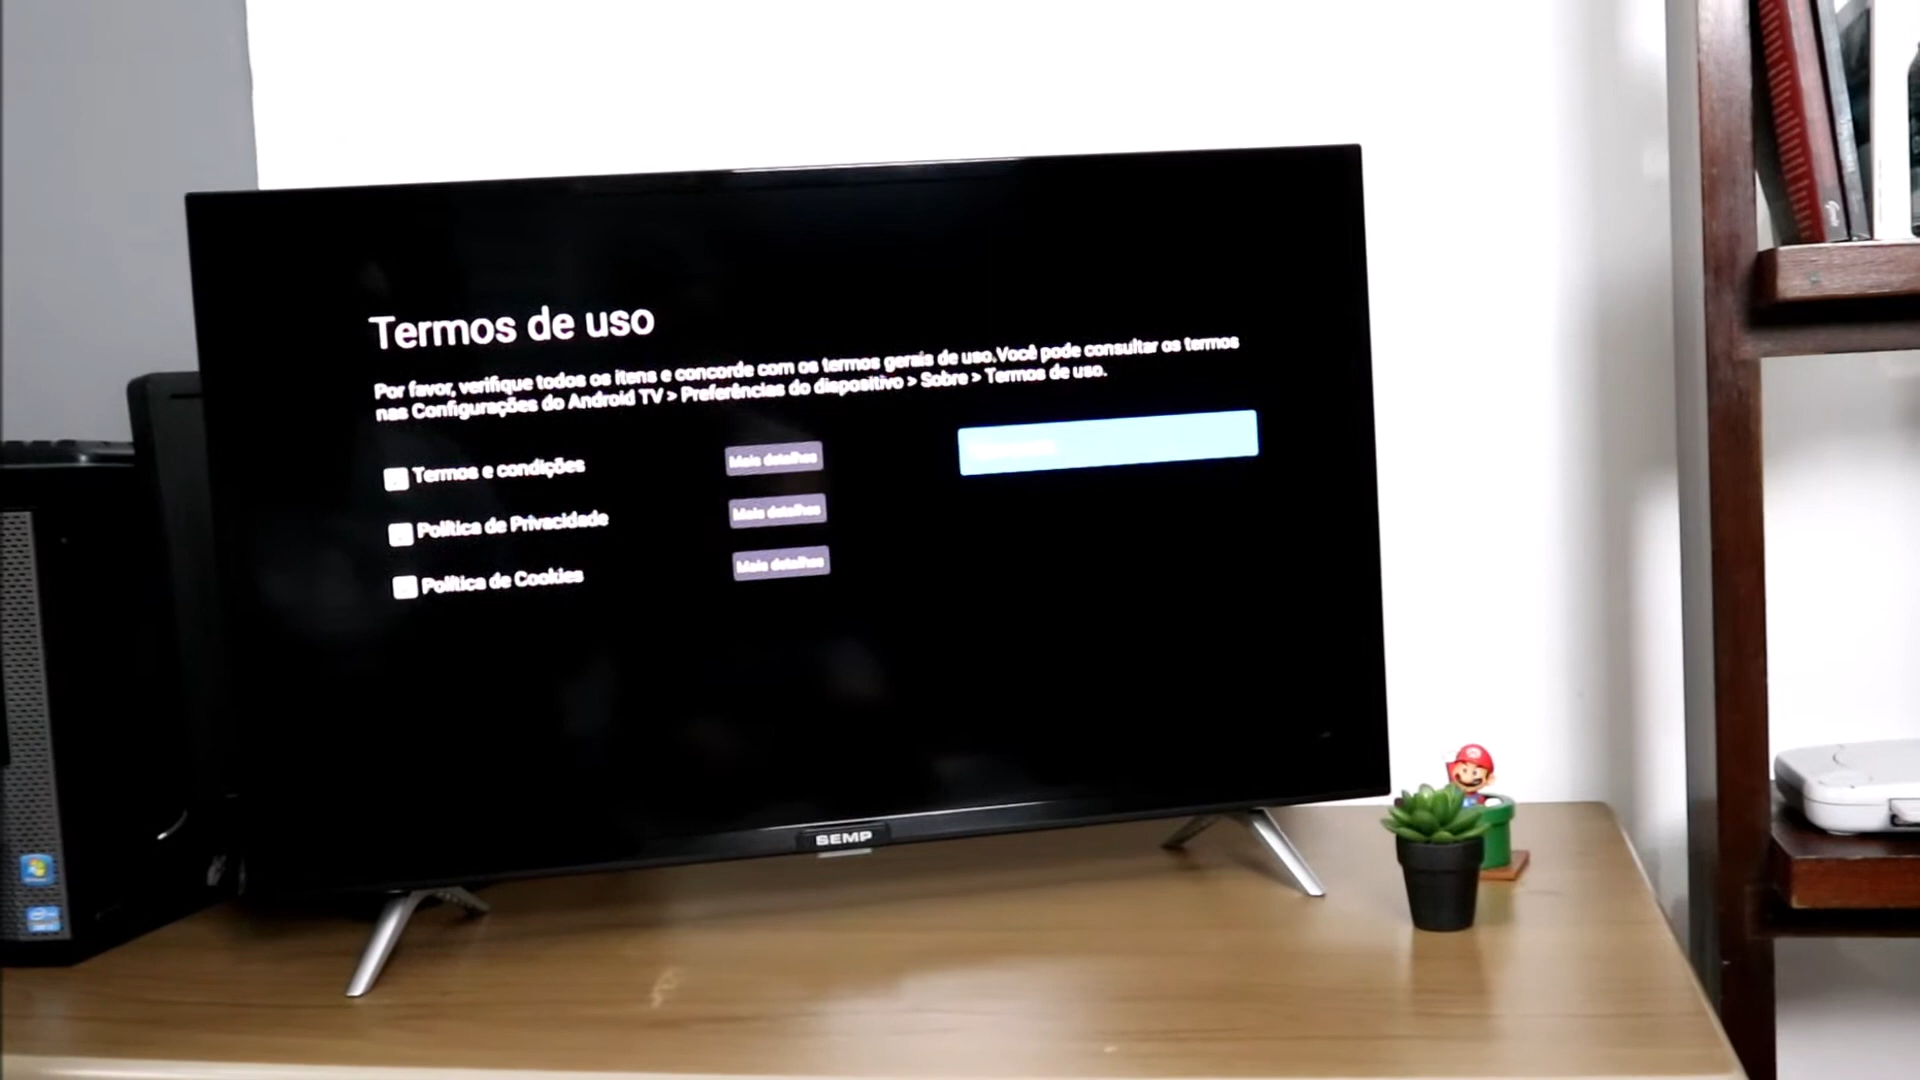 Termos de uso
Por favor, verifique todos os itens e concorde com os termos gerais de uso.Você pode consultar os termos
nas Configurações do Android TV > Preferências do dispositivo > Sobre > Termos de uso.
Termos e condições
Mais detalhes
Política de Privacidade
Mais detalhes
Política de Cookies
Mais detalhes
SEMP